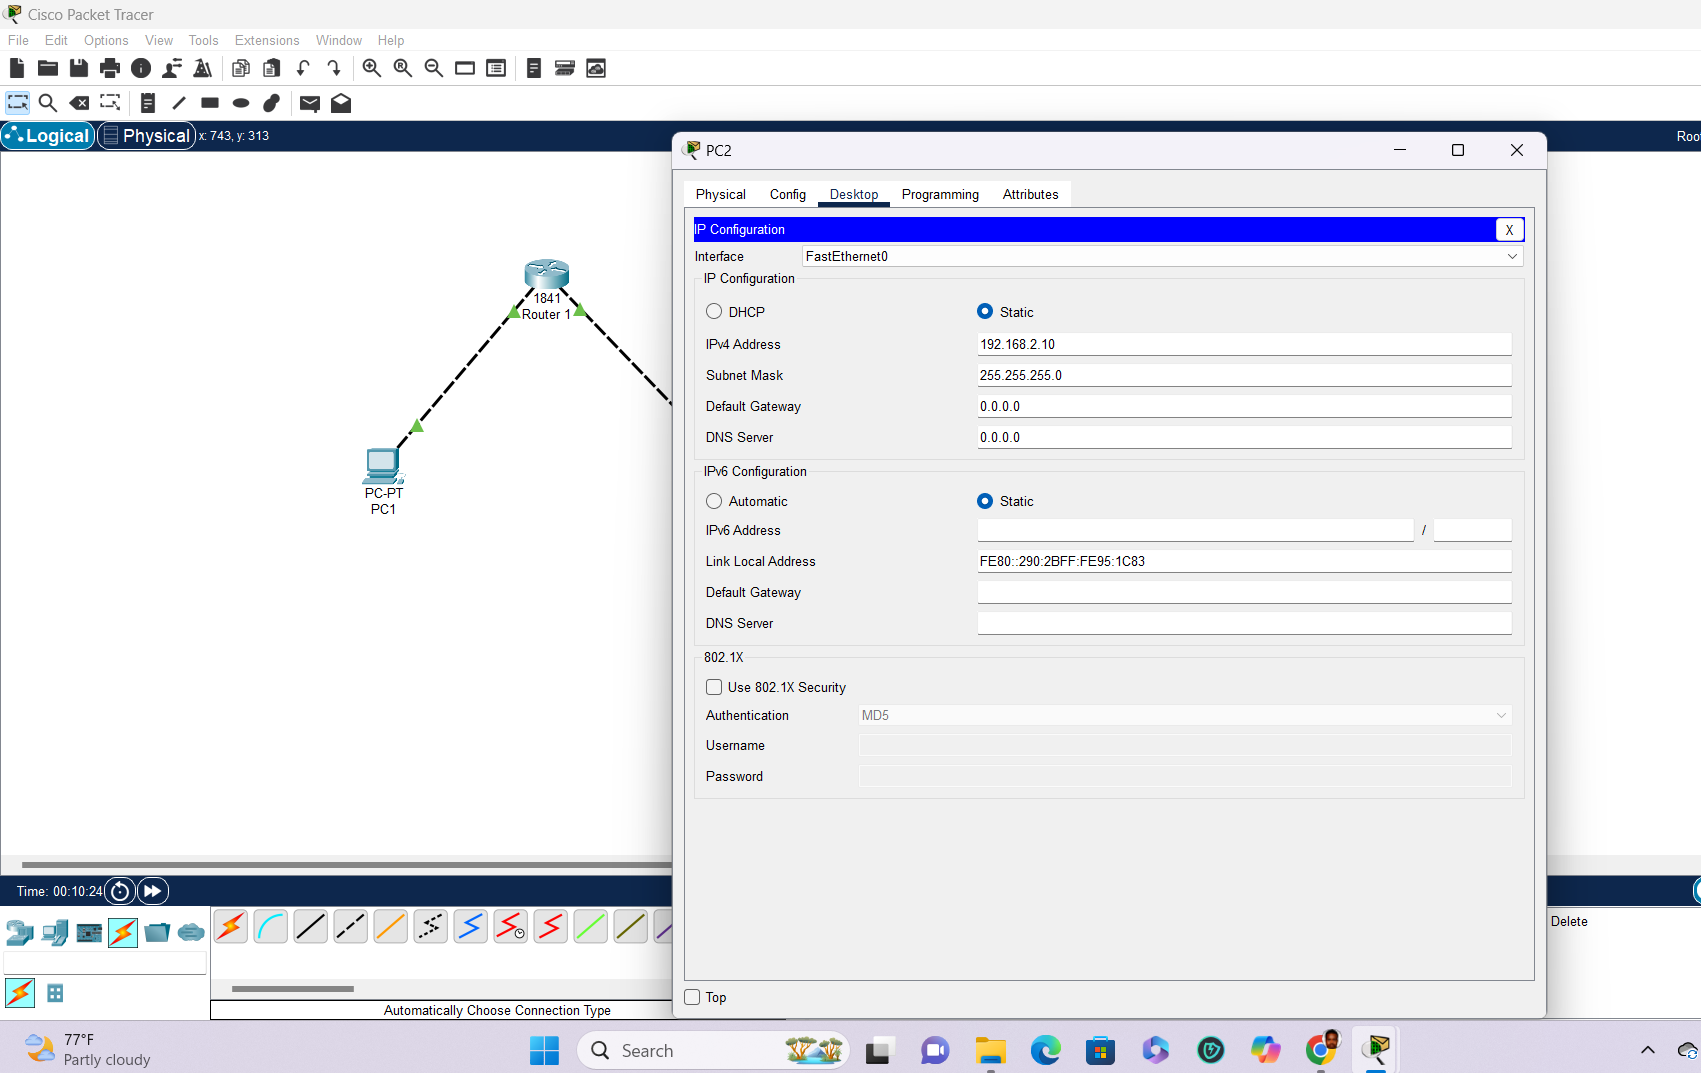 Cisco Packet Tracer
File Edit Options View Tools Extensions Window Help
Logical Physical x: 743, y: 313
Roo
1841
Router 1
PC-PT
PC1
PC2
Physical Config Desktop Programming Attributes
IP Configuration X
Interface FastEthernet0
IP Configuration
DHCP Static
IPv4 Address 192.168.2.10
Subnet Mask 255.255.255.0
Default Gateway 0.0.0.0
DNS Server 0.0.0.0
IPv6 Configuration
Automatic Static
IPv6 Address /
Link Local Address FE80::290:2BFF:FE95:1C83
Default Gateway
DNS Server
802.1X
Use 802.1X Security
Authentication MD5
Username
Password
Top
Time: 00:10:24
Delete
Automatically Choose Connection Type
77°F
Partly cloudy
Search